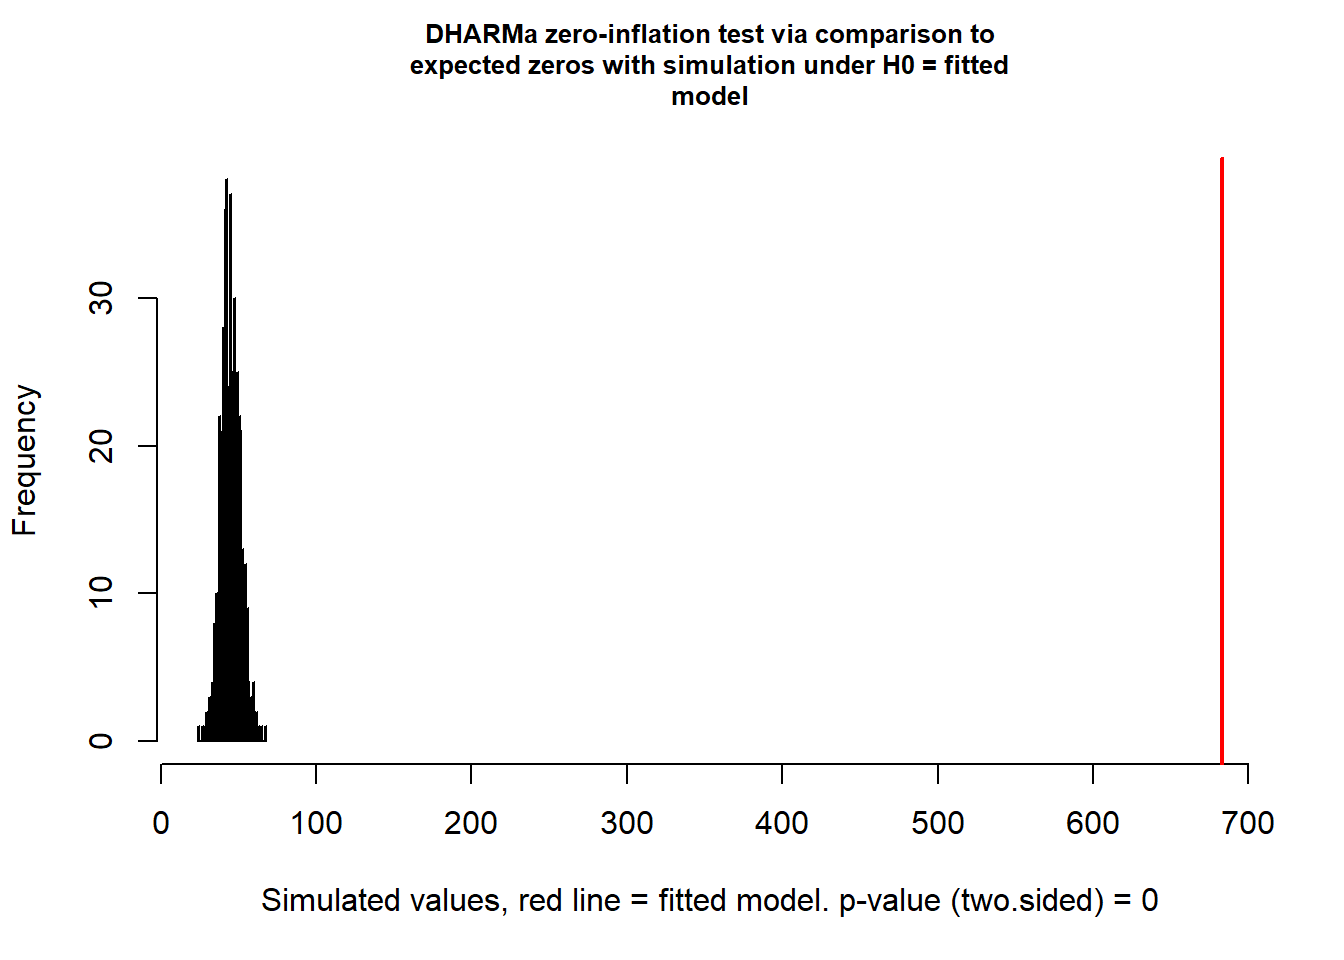 DHARMa zero-inflation test via comparison to
expected zeros with simulation under H0 = fitted
model
Frequency
30
20
10
0
0 100 200 300 400 500 600 700
Simulated values, red line = fitted model. p-value (two.sided) = 0